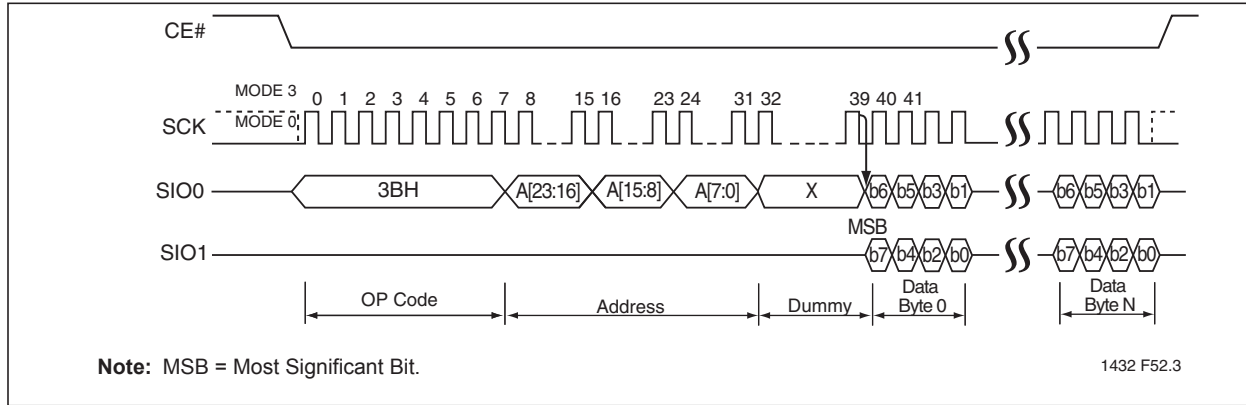 CE#
MODE 3
0 1 2 3 4 5 6 7 8 15 16 23 24 31 32 39 40 41
SCK
MODE 0
SIO0
3BH A[23:16] A[15:8] A[7:0] X b6 b5 b3 b1 b6 b5 b3 b1
MSB
SIO1
b7 b4 b2 b0 b7 b4 b2 b0
OP Code Address Dummy Data Byte 0 Data Byte N
Note: MSB = Most Significant Bit.
1432 F52.3